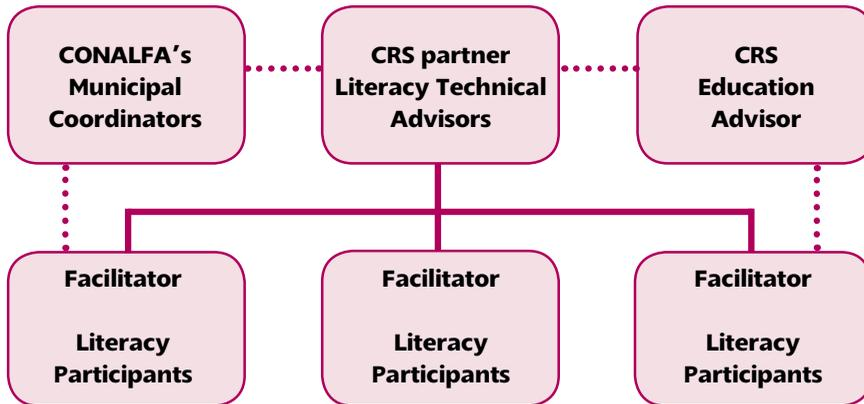 CONALFA’s
Municipal
Coordinators
CRS partner
Literacy Technical
Advisors
CRS
Education
Advisor
Facilitator
Literacy
Participants
Facilitator
Literacy
Participants
Facilitator
Literacy
Participants